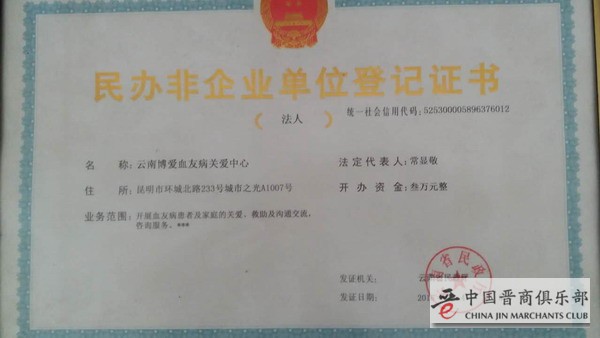 民办非企业单位登记证书
（法人）
统一社会信用代码：525300005896376012
名 称：云南博爱血友病关爱中心
法定代表人：常显敬
住 所：昆明市环城北路233号城市之光A1007号
开办资金：叁万元整
业务范围：开展血友病患者及家庭的关爱、救助及沟通交流，
咨询服务。***
发证机关：
发证日期：
中国晋商俱乐部
CHINA JIN MARCHANTS CLUB